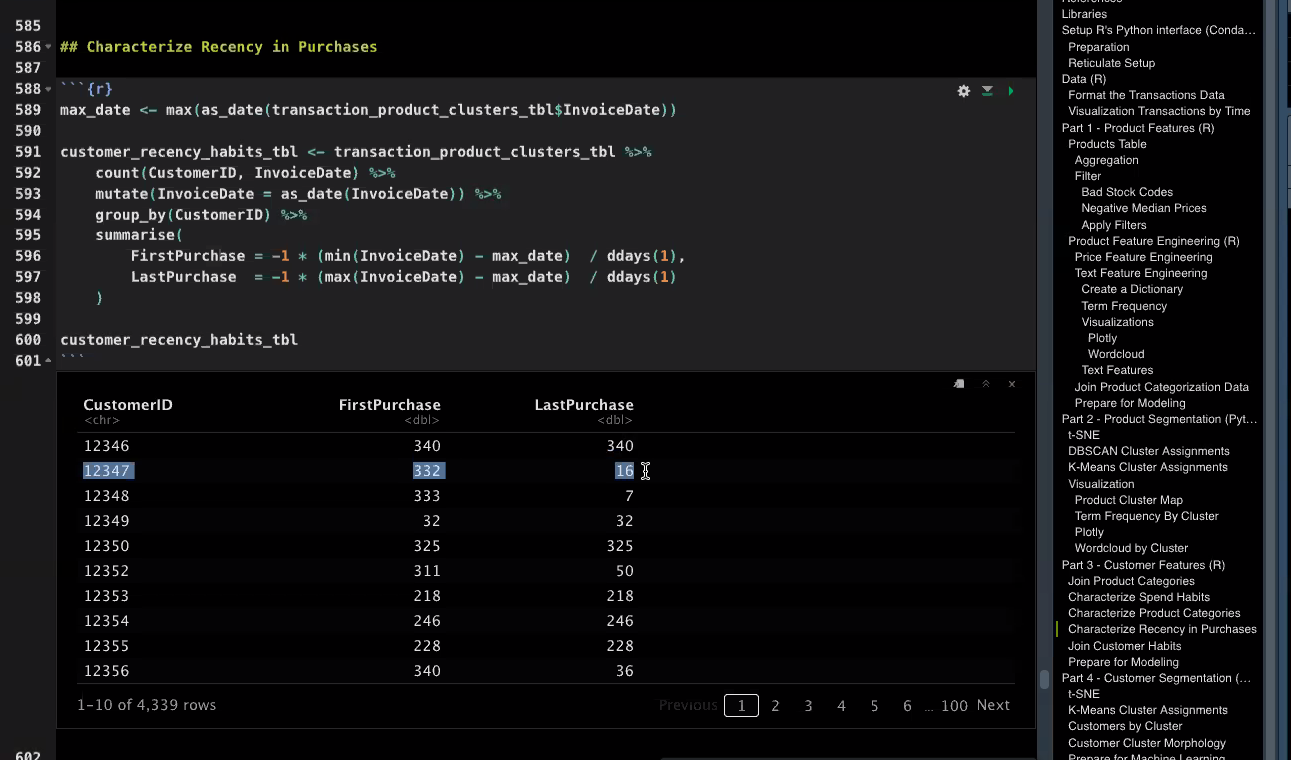 585
586 ## Characterize Recency in Purchases
587
588 ```{r}
589 max_date <- max(as_date(transaction_product_clusters_tbl$InvoiceDate))
590
591 customer_recency_habits_tbl <- transaction_product_clusters_tbl %>%
592     count(CustomerID, InvoiceDate) %>%
593     mutate(InvoiceDate = as_date(InvoiceDate)) %>%
594     group_by(CustomerID) %>%
595     summarise(
596         FirstPurchase = -1 * (min(InvoiceDate) - max_date)  / ddays(1),
597         LastPurchase  = -1 * (max(InvoiceDate) - max_date)  / ddays(1)
598     )
599
600 customer_recency_habits_tbl
601 ```
CustomerID FirstPurchase LastPurchase
<chr> <dbl> <dbl>
12346 340 340
12347 332 16
12348 333 7
12349 32 32
12350 325 325
12352 311 50
12353 218 218
12354 246 246
12355 228 228
12356 340 36
1-10 of 4,339 rows Previous 1 2 3 4 5 6 ... 100 Next
602
References
Libraries
Setup R's Python interface (Conda...
Preparation
Reticulate Setup
Data (R)
Format the Transactions Data
Visualization Transactions by Time
Part 1 - Product Features (R)
Products Table
Aggregation
Filter
Bad Stock Codes
Negative Median Prices
Apply Filters
Product Feature Engineering (R)
Price Feature Engineering
Text Feature Engineering
Create a Dictionary
Term Frequency
Visualizations
Plotly
Wordcloud
Text Features
Join Product Categorization Data
Prepare for Modeling
Part 2 - Product Segmentation (Pyt...
t-SNE
DBSCAN Cluster Assignments
K-Means Cluster Assignments
Visualization
Product Cluster Map
Term Frequency By Cluster
Plotly
Wordcloud by Cluster
Part 3 - Customer Features (R)
Join Product Categories
Characterize Spend Habits
Characterize Product Categories
Characterize Recency in Purchases
Join Customer Habits
Prepare for Modeling
Part 4 - Customer Segmentation (...
t-SNE
K-Means Cluster Assignments
Customers by Cluster
Customer Cluster Morphology
Prepare for Machine Learning